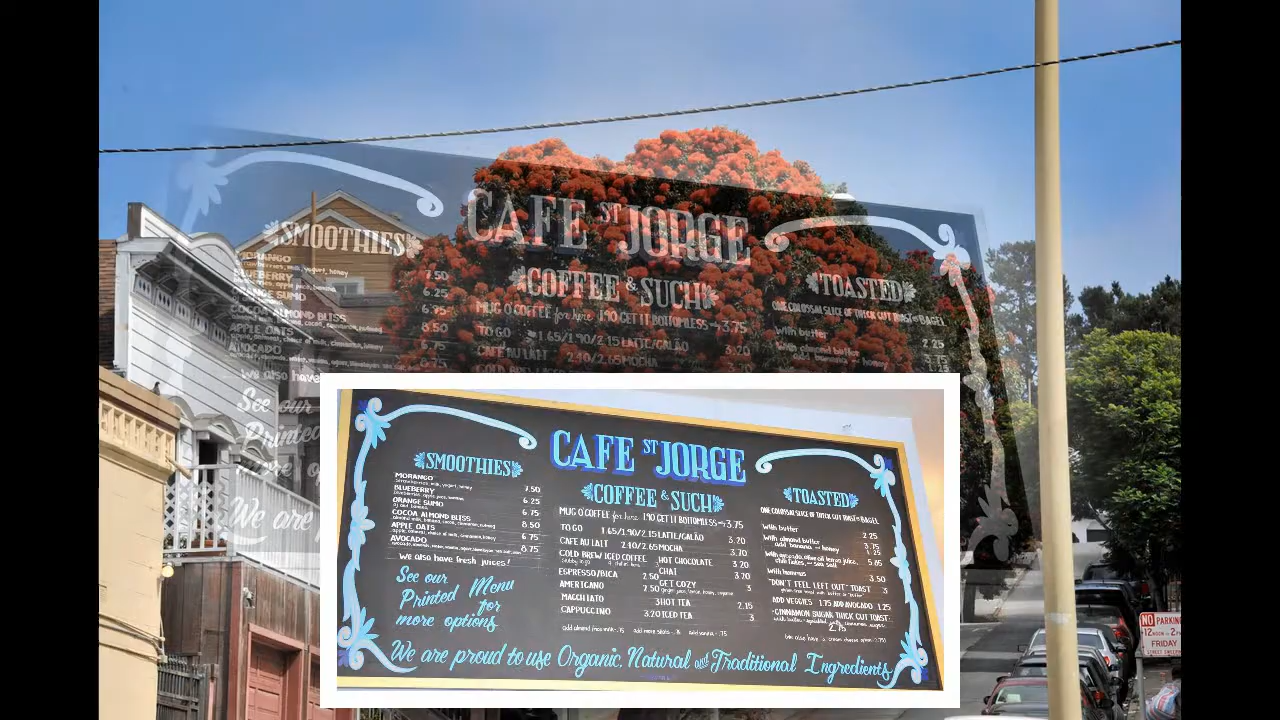 CAFE ST JORGE
SMOOTHIES
MORANGO 7.50
strawberries, milk, yogurt, honey
BLUEBERRY 6.25
ORANGE SUMO 6.75
COCOA ALMOND BLISS 8.50
APPLE OATS 6.75
AVOCADO 8.75
We also have fresh juices!
See our
Printed Menu
for
more options
COFFEE & SUCH
MUG O'COFFEE for here 1.90 GET IT BOTTOMLESS 3.75
TO GO 1.65/1.90/2.15 LATTE/GALÃO 3.20
CAFE AU LAIT 2.10/2.65 MOCHA 3.70
COLD BREW ICED COFFEE HOT CHOCOLATE 3.20
CHAI 3.70
ESPRESSO/BICA 2.50 GET COZY
AMERICANO 2.50
MACCHIATO 3 HOT TEA 2.15
CAPPUCCINO 3.20 ICED TEA 3
TOASTED
ONE COLOSSAL SLICE OF THICK CUT TOAST or BAGEL
With butter 2.25
With almond butter 3.75
add banana honey
With hummus 3.50
"DON'T FEEL LEFT OUT" TOAST 3
ADD VEGGIES 1.75 ADD AVOCADO 1.25
CINNAMON SUGAR THICK CUT TOAST
2.75
We are proud to use Organic, Natural and Traditional Ingredients
NO PARKING
FRIDAY